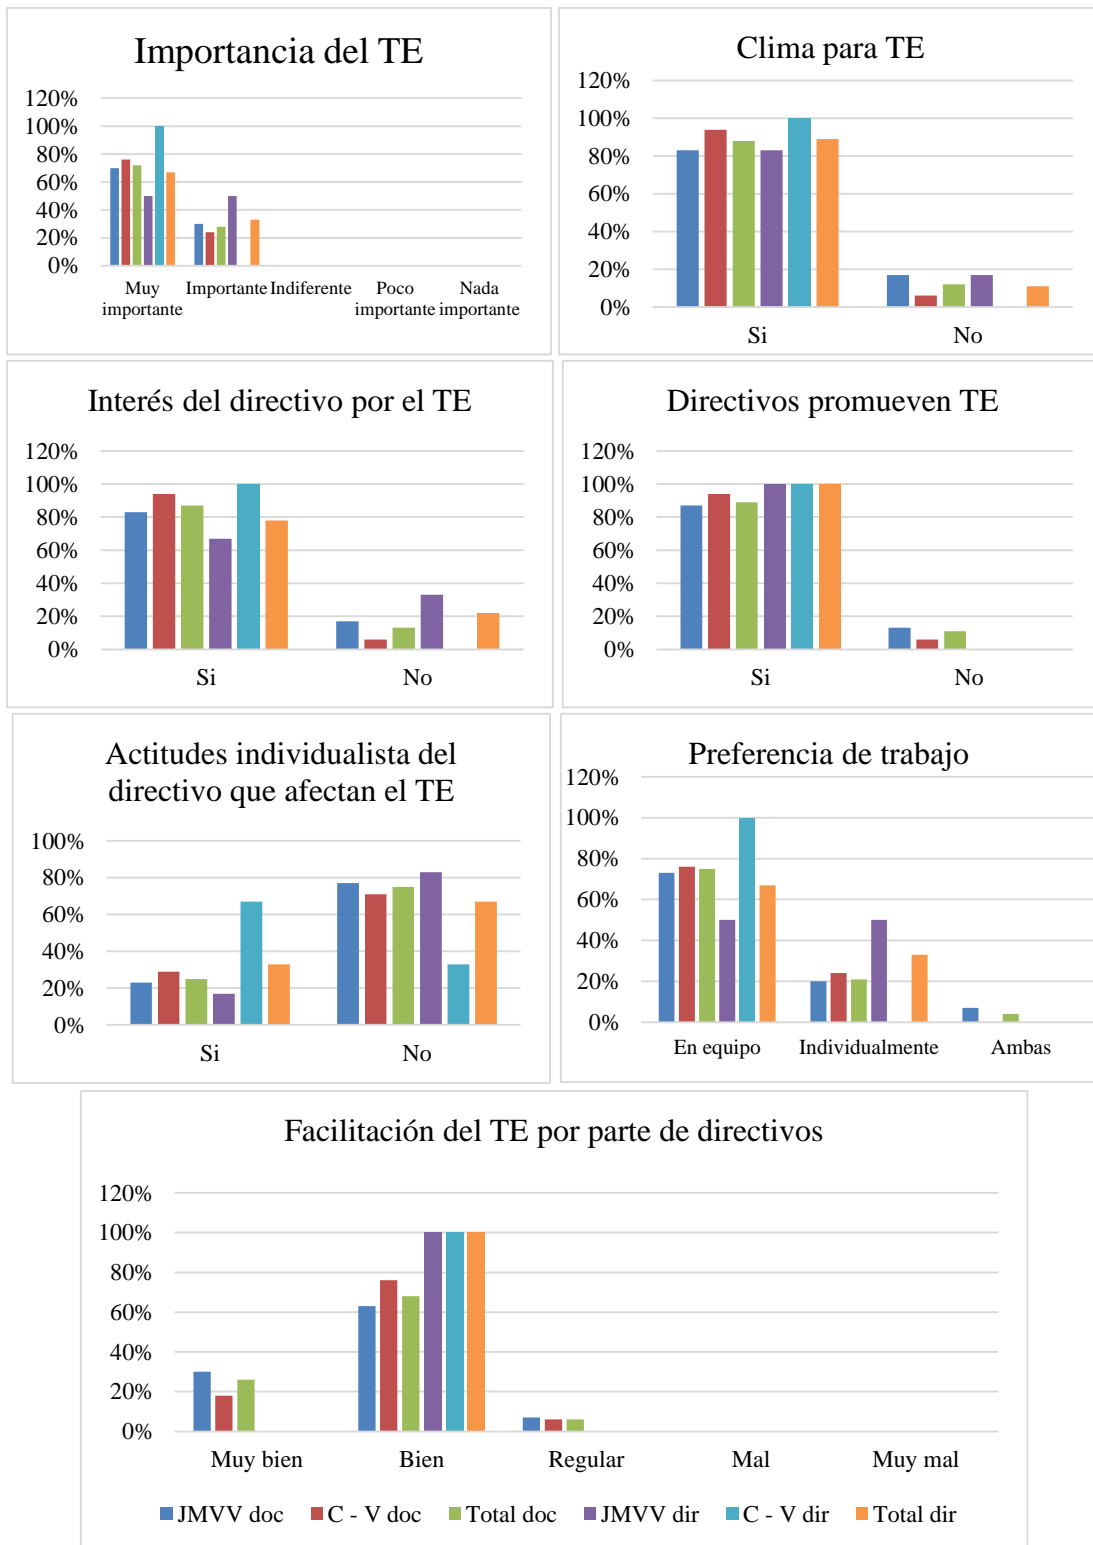 Importancia del TE
120%
100%
80%
60%
40%
20%
0%
Muy importante
Importante
Indiferente
Poco importante
Nada importante
Clima para TE
120%
100%
80%
60%
40%
20%
0%
Si
No
Interés del directivo por el TE
120%
100%
80%
60%
40%
20%
0%
Si
No
Directivos promueven TE
120%
100%
80%
60%
40%
20%
0%
Si
No
Actitudes individualista del
directivo que afectan el TE
100%
80%
60%
40%
20%
0%
Si
No
Preferencia de trabajo
120%
100%
80%
60%
40%
20%
0%
En equipo
Individualmente
Ambas
Facilitación del TE por parte de directivos
120%
100%
80%
60%
40%
20%
0%
Muy bien
Bien
Regular
Mal
Muy mal
JMVV doc
C - V doc
Total doc
JMVV dir
C - V dir
Total dir